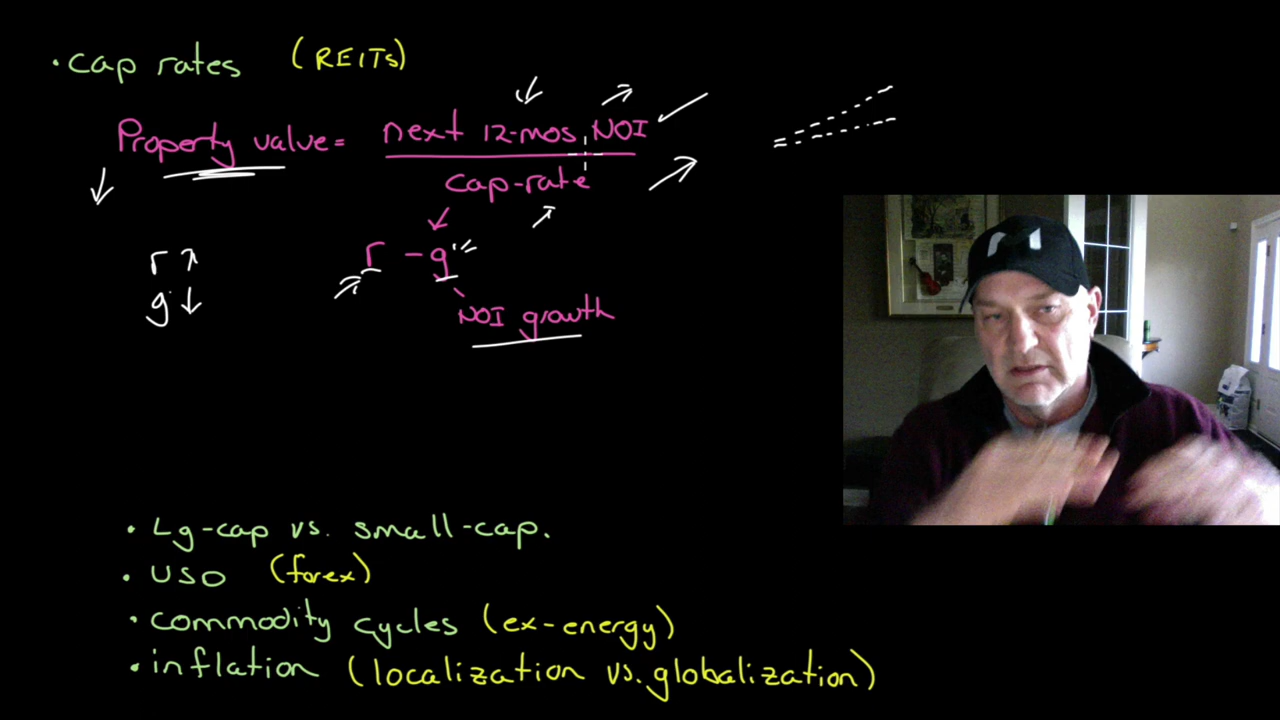 • cap rates (REITs)
Property value = next 12-mos NOI
cap-rate
r - g
r ↑
g ↓
NOI growth
• Lg-cap vs. small-cap.
• USD (forex)
• commodity cycles (ex-energy)
• inflation (localization vs. globalization)